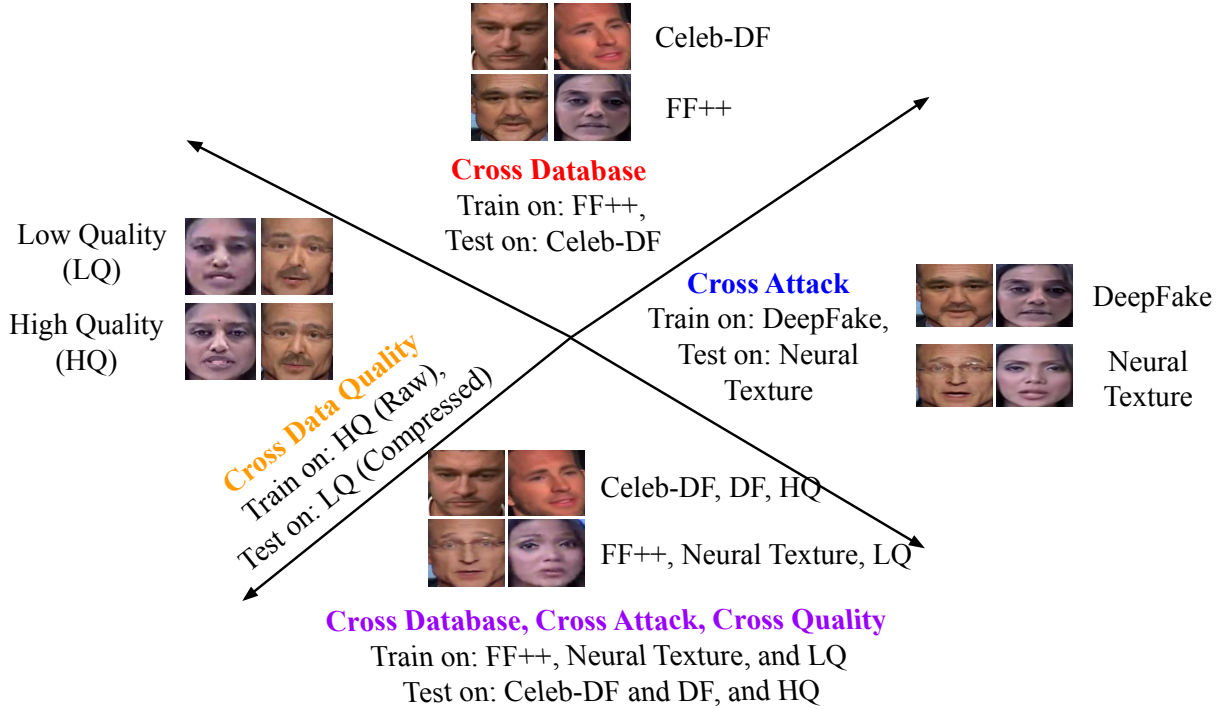 Celeb-DF
FF++
Cross Database
Train on: FF++,
Test on: Celeb-DF
Low Quality
(LQ)
High Quality
(HQ)
Cross Attack
Train on: DeepFake,
Test on: Neural
Texture
DeepFake
Neural
Texture
Cross Data Quality
Train on: HQ (Raw),
Test on: LQ (Compressed)
Celeb-DF, DF, HQ
FF++, Neural Texture, LQ
Cross Database, Cross Attack, Cross Quality
Train on: FF++, Neural Texture, and LQ
Test on: Celeb-DF and DF, and HQ